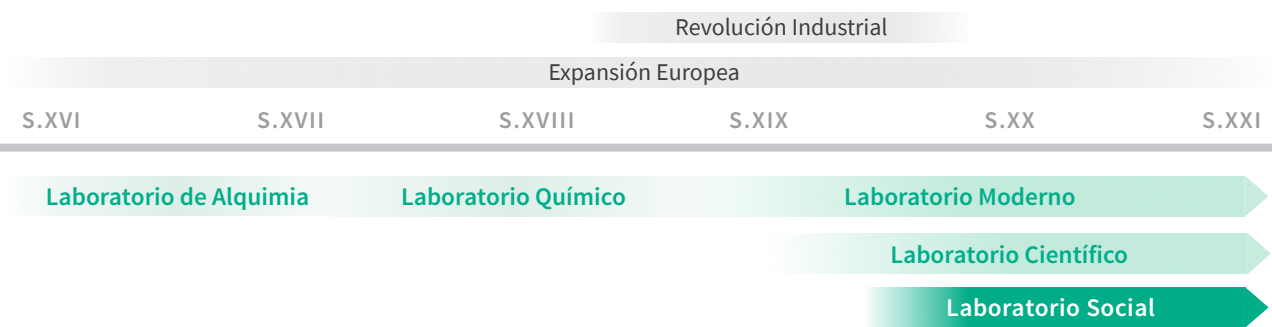 Revolución Industrial
Expansión Europea
S.XVI S.XVII S.XVIII S.XIX S.XX S.XXI
Laboratorio de Alquimia Laboratorio Químico Laboratorio Moderno
Laboratorio Científico
Laboratorio Social